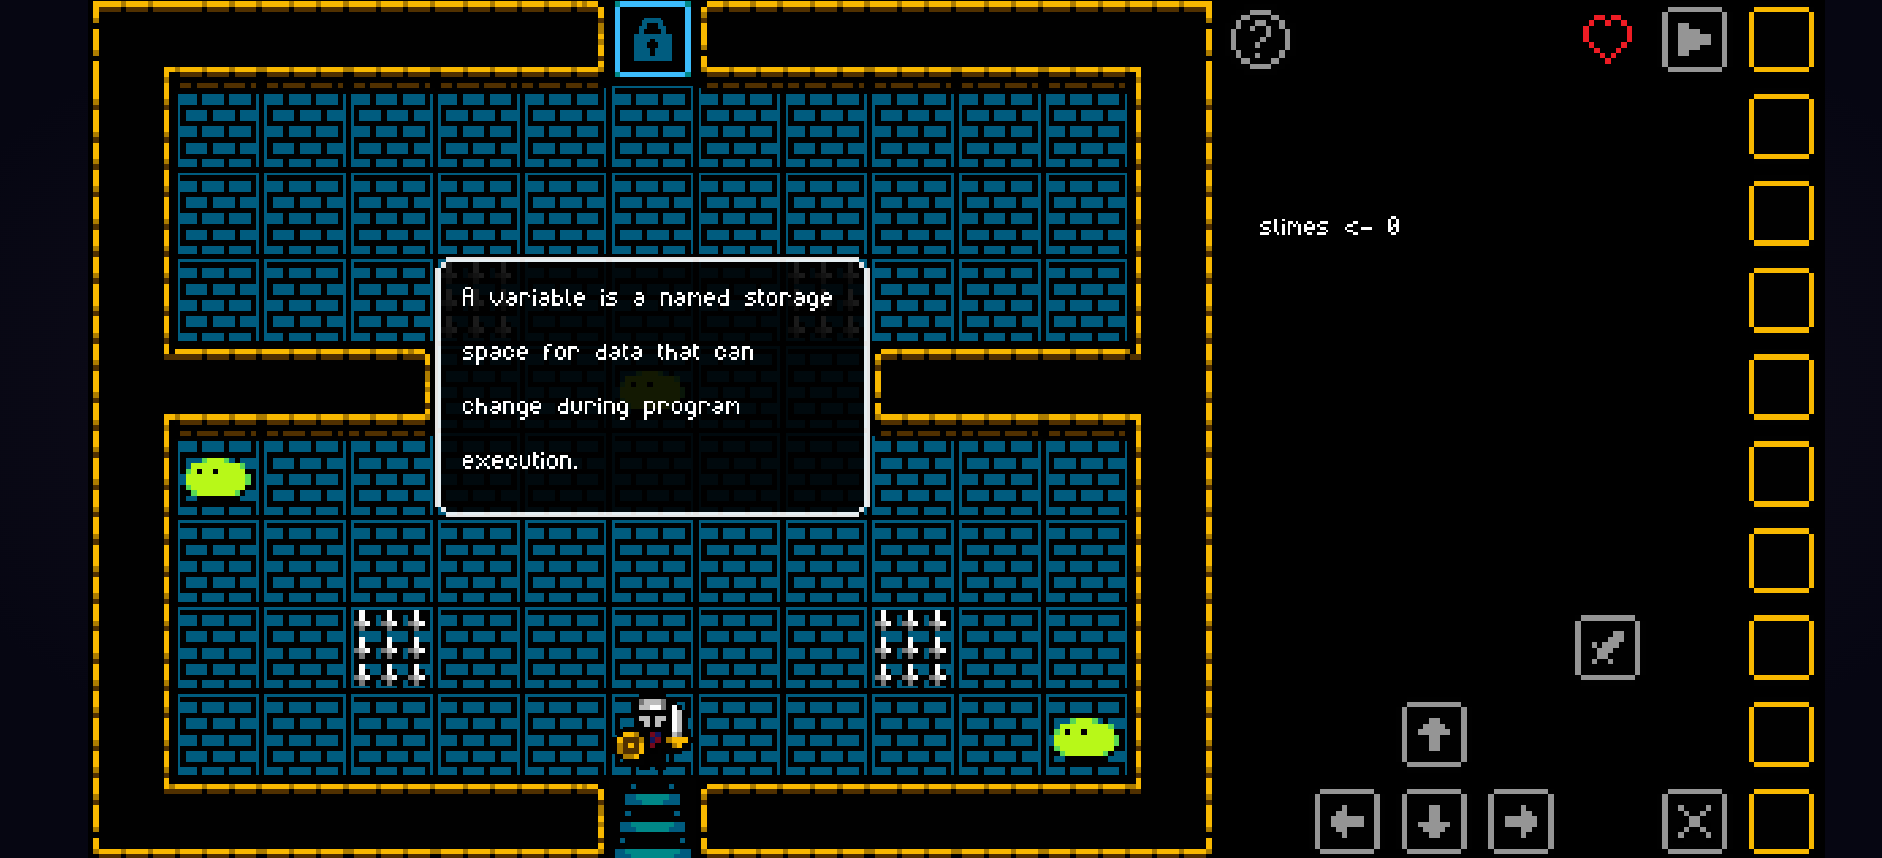 ?
slimes <- 0
A variable is a named storage
space for data that can
change during program
execution.